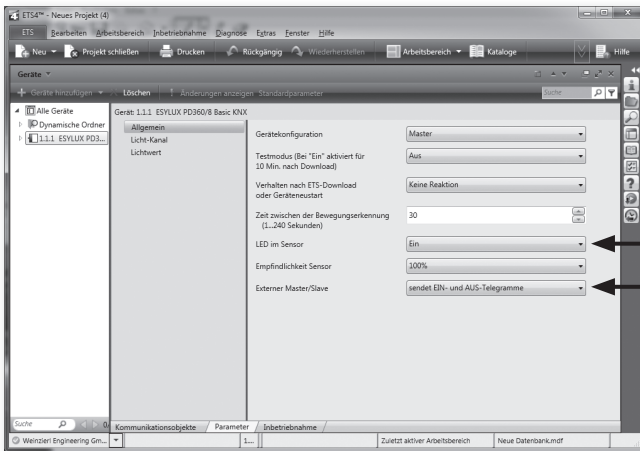 ETS4™ - Neues Projekt (4)
ETS Bearbeiten Arbeitsbereich Inbetriebnahme Diagnose Extras Fenster Hilfe
Neu Projekt schließen Drucken Rückgängig Wiederherstellen Arbeitsbereich Kataloge Hilfe
Geräte
Geräte hinzufügen Löschen Änderungen anzeigen Standardparameter Suche
Alle Geräte
Dynamische Ordner
1.1.1 ESYLUX PD3...
Gerät: 1.1.1 ESYLUX PD360/8 Basic KNX
Allgemein
Licht-Kanal
Lichtwert
Gerätekonfiguration Master
Testmodus (Bei "Ein" aktiviert für
10 Min. nach Download) Aus
Verhalten nach ETS-Download
oder Geräteneustart Keine Reaktion
Zeit zwischen der Bewegungserkennung
(1...240 Sekunden) 30
LED im Sensor Ein
Empfindlichkeit Sensor 100%
Externer Master/Slave sendet EIN- und AUS-Telegramme
Suche
Kommunikationsobjekte Parameter Inbetriebnahme
Weinzierl Engineering Gm... 1.... Zuletzt aktiver Arbeitsbereich Neue Datenbank.mdf